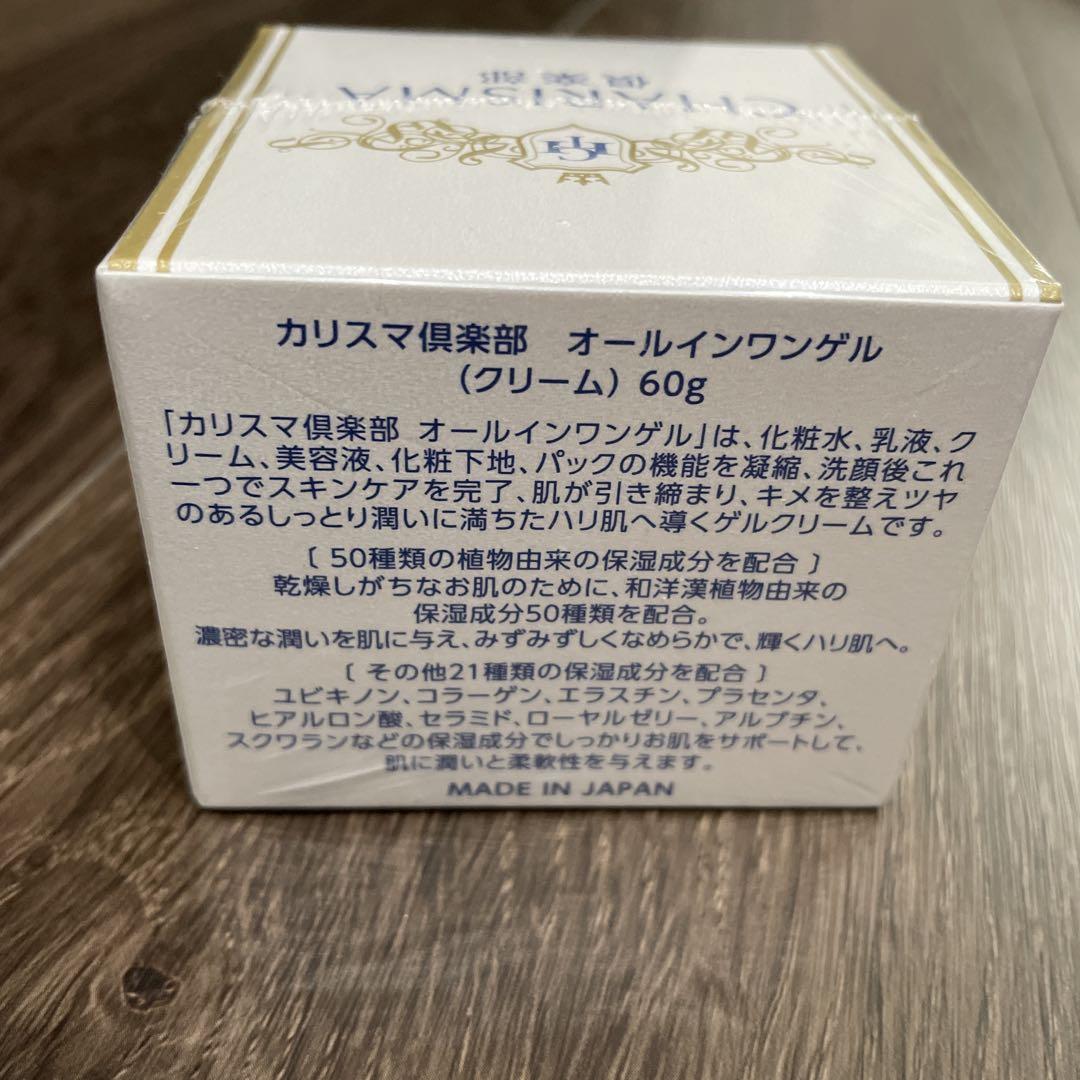 CHARISMA
倶楽部
カリスマ倶楽部 オールインワンゲル
（クリーム）60g
「カリスマ倶楽部 オールインワンゲル」は、化粧水、乳液、ク
リーム、美容液、化粧下地、パックの機能を凝縮、洗顔後これ
一つでスキンケアを完了、肌が引き締まり、キメを整えツヤ
のあるしっとり潤いに満ちたハリ肌へ導くゲルクリームです。
〔 50種類の植物由来の保湿成分を配合 〕
乾燥しがちなお肌のために、和洋漢植物由来の
保湿成分50種類を配合。
濃密な潤いを肌に与え、みずみずしくなめらかで、輝くハリ肌へ。
〔 その他21種類の保湿成分を配合 〕
ユビキノン、コラーゲン、エラスチン、プラセンタ、
ヒアルロン酸、セラミド、ローヤルゼリー、アルブチン、
スクワランなどの保湿成分でしっかりお肌をサポートして、
肌に潤いと柔軟性を与えます。
MADE IN JAPAN